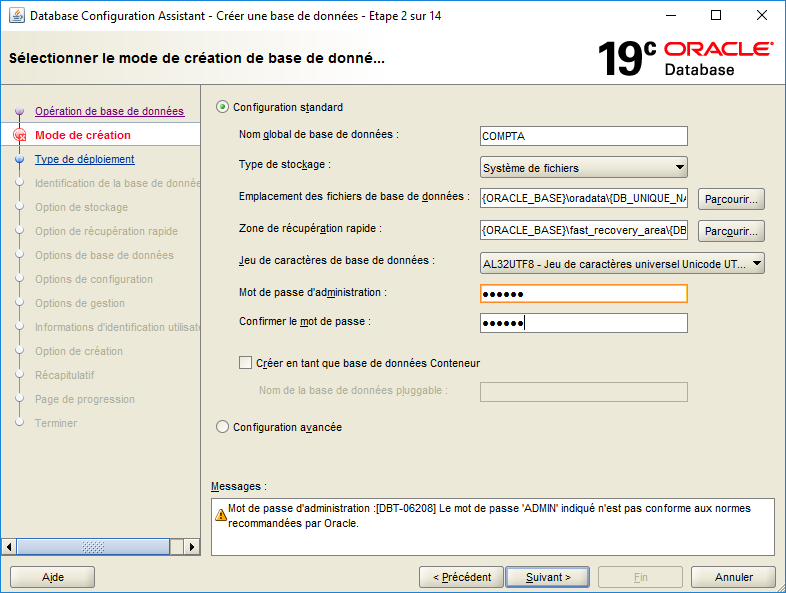 Database Configuration Assistant - Créer une base de données - Etape 2 sur 14
Sélectionner le mode de création de base de donné...
19c ORACLE
Database
Opération de base de données
Mode de création
Type de déploiement
Identification de la base de donnée
Option de stockage
Option de récupération rapide
Options de base de données
Options de configuration
Options de gestion
Informations d'identification utilisate
Option de création
Récapitulatif
Page de progression
Terminer
Configuration standard
Nom global de base de données :
COMPTA
Type de stockage :
Système de fichiers
Emplacement des fichiers de base de données :
{ORACLE_BASE}\oradata\{DB_UNIQUE_NA
Parcourir...
Zone de récupération rapide :
{ORACLE_BASE}\fast_recovery_area\{DB
Parcourir...
Jeu de caractères de base de données :
AL32UTF8 - Jeu de caractères universel Unicode UT...
Mot de passe d'administration :
••••••
Confirmer le mot de passe :
••••••
Créer en tant que base de données Conteneur
Nom de la base de données pluggable :
Configuration avancée
Messages :
Mot de passe d'administration :[DBT-06208] Le mot de passe 'ADMIN' indiqué n'est pas conforme aux normes
recommandées par Oracle.
Aide
< Précédent
Suivant >
Fin
Annuler